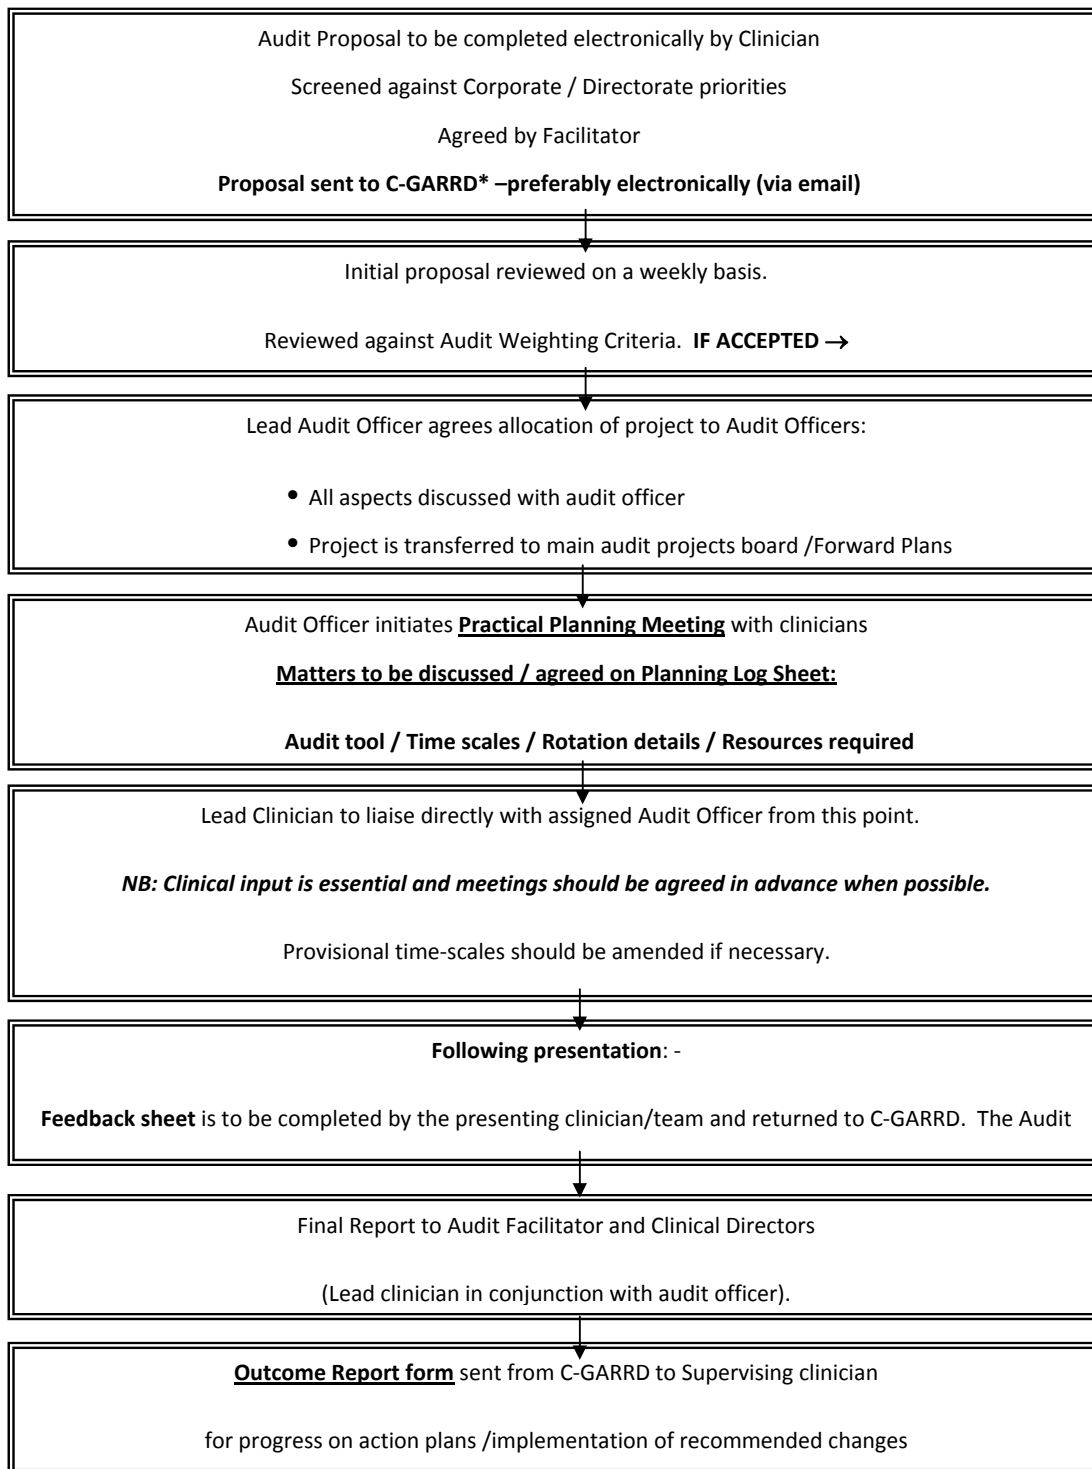 Audit Proposal to be completed electronically by Clinician
Screened against Corporate / Directorate priorities
Agreed by Facilitator
Proposal sent to C-GARRD* –preferably electronically (via email)
Initial proposal reviewed on a weekly basis.
Reviewed against Audit Weighting Criteria.  IF ACCEPTED →
Lead Audit Officer agrees allocation of project to Audit Officers:
• All aspects discussed with audit officer
• Project is transferred to main audit projects board /Forward Plans
Audit Officer initiates Practical Planning Meeting with clinicians
Matters to be discussed / agreed on Planning Log Sheet:
Audit tool / Time scales / Rotation details / Resources required
Lead Clinician to liaise directly with assigned Audit Officer from this point.
NB: Clinical input is essential and meetings should be agreed in advance when possible.
Provisional time-scales should be amended if necessary.
Following presentation: -
Feedback sheet is to be completed by the presenting clinician/team and returned to C-GARRD.  The Audit
Final Report to Audit Facilitator and Clinical Directors
(Lead clinician in conjunction with audit officer).
Outcome Report form sent from C-GARRD to Supervising clinician
for progress on action plans /implementation of recommended changes